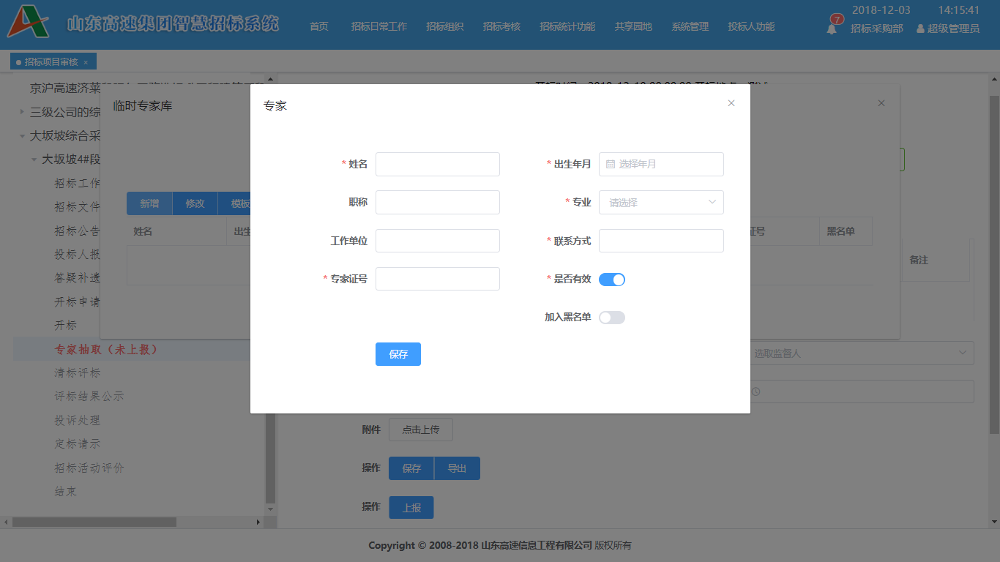 山东高速集团智慧招标系统
首页 招标日常工作 招标组织 招标考核 招标统计功能 共享园地 系统管理 投标人功能
7
2018-12-03 14:15:41
招标采购部 超级管理员
招标项目审核 ×
京沪高速济莱
三级公司的综
大坂坡综合采
大坂坡4#段
招标工作
招标文件
招标公告
投标人报
答疑补遗
开标申请
开标
专家抽取（未上报）
清标评标
评标结果公示
投诉处理
定标请示
招标活动评价
结束
临时专家库
新增 修改 模板
姓名 出生 证号 黑名单
备注
专家
* 姓名
* 出生年月 选择年月
职称
* 专业 请选择
工作单位
* 联系方式
* 专家证号
* 是否有效
加入黑名单
保存
选取监督人
附件 点击上传
操作 保存 导出
操作 上报
Copyright © 2008-2018 山东高速信息工程有限公司 版权所有